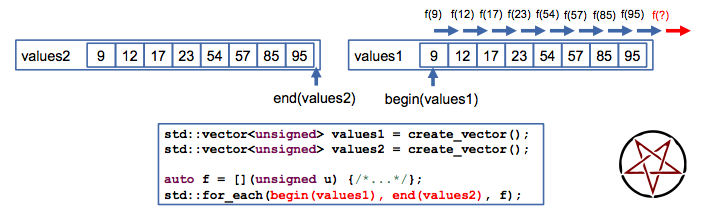 f(9) f(12) f(17) f(23) f(54) f(57) f(85) f(95) f(?)
values2 9 12 17 23 54 57 85 95
values1 9 12 17 23 54 57 85 95
end(values2)
begin(values1)
std::vector<unsigned> values1 = create_vector();
std::vector<unsigned> values2 = create_vector();
auto f = [](unsigned u) {/*...*/};
std::for_each(begin(values1), end(values2), f);